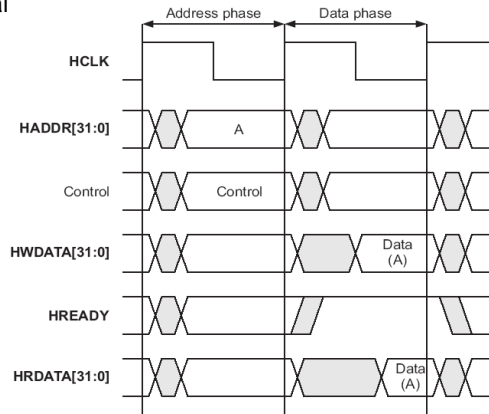 al
Address phase Data phase
HCLK
HADDR[31:0] A
Control Control
HWDATA[31:0] Data
(A)
HREADY
HRDATA[31:0] Data
(A)